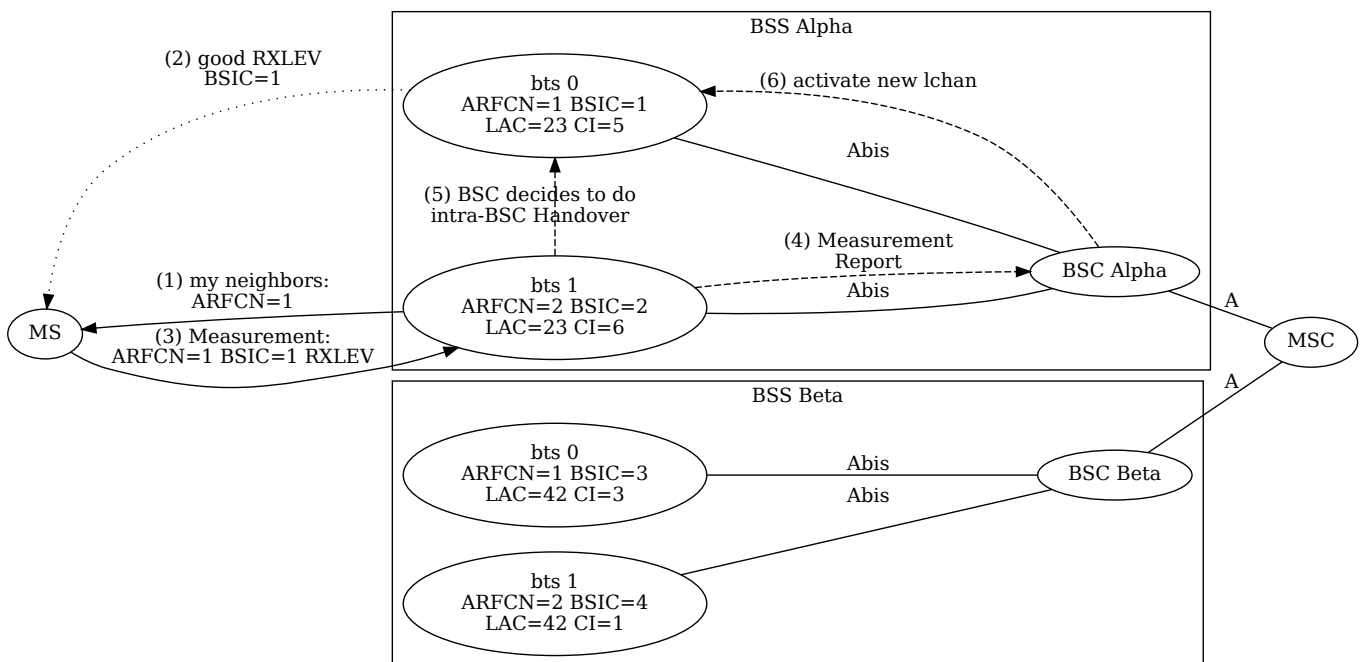 BSS Alpha
(2) good RXLEV
BSIC=1
bts 0
ARFCN=1 BSIC=1
LAC=23 CI=5
(6) activate new lchan
Abis
(5) BSC decides to do
intra-BSC Handover
(4) Measurement
Report
(1) my neighbors:
ARFCN=1
bts 1
ARFCN=2 BSIC=2
LAC=23 CI=6
Abis
BSC Alpha
A
MS
(3) Measurement:
ARFCN=1 BSIC=1 RXLEV
MSC
BSS Beta
A
bts 0
ARFCN=1 BSIC=3
LAC=42 CI=3
Abis
BSC Beta
Abis
bts 1
ARFCN=2 BSIC=4
LAC=42 CI=1